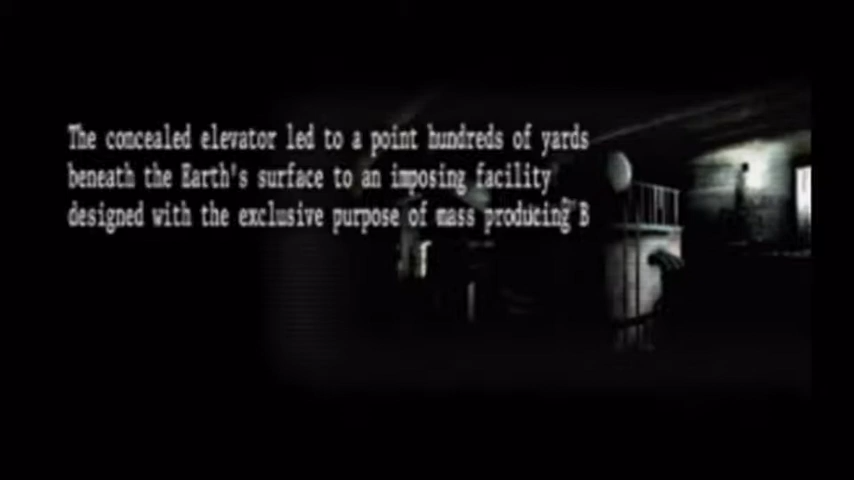 The concealed elevator led to a point hundreds of yards
beneath the Earth's surface to an imposing facility
designed with the exclusive purpose of mass producing B